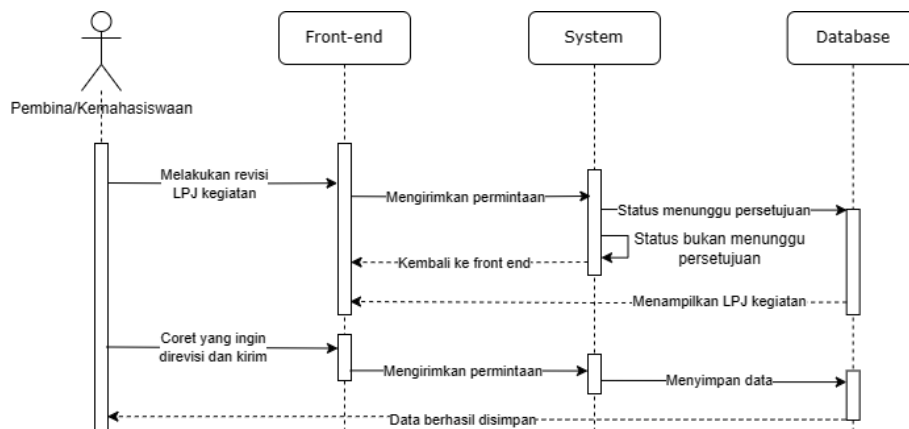 Front-end
System
Database
Pembina/Kemahasiswaan
Melakukan revisi
LPJ kegiatan
Mengirimkan permintaan
Status menunggu persetujuan
Status bukan menunggu
persetujuan
Kembali ke front end
Menampilkan LPJ kegiatan
Coret yang ingin
direvisi dan kirim
Mengirimkan permintaan
Menyimpan data
Data berhasil disimpan